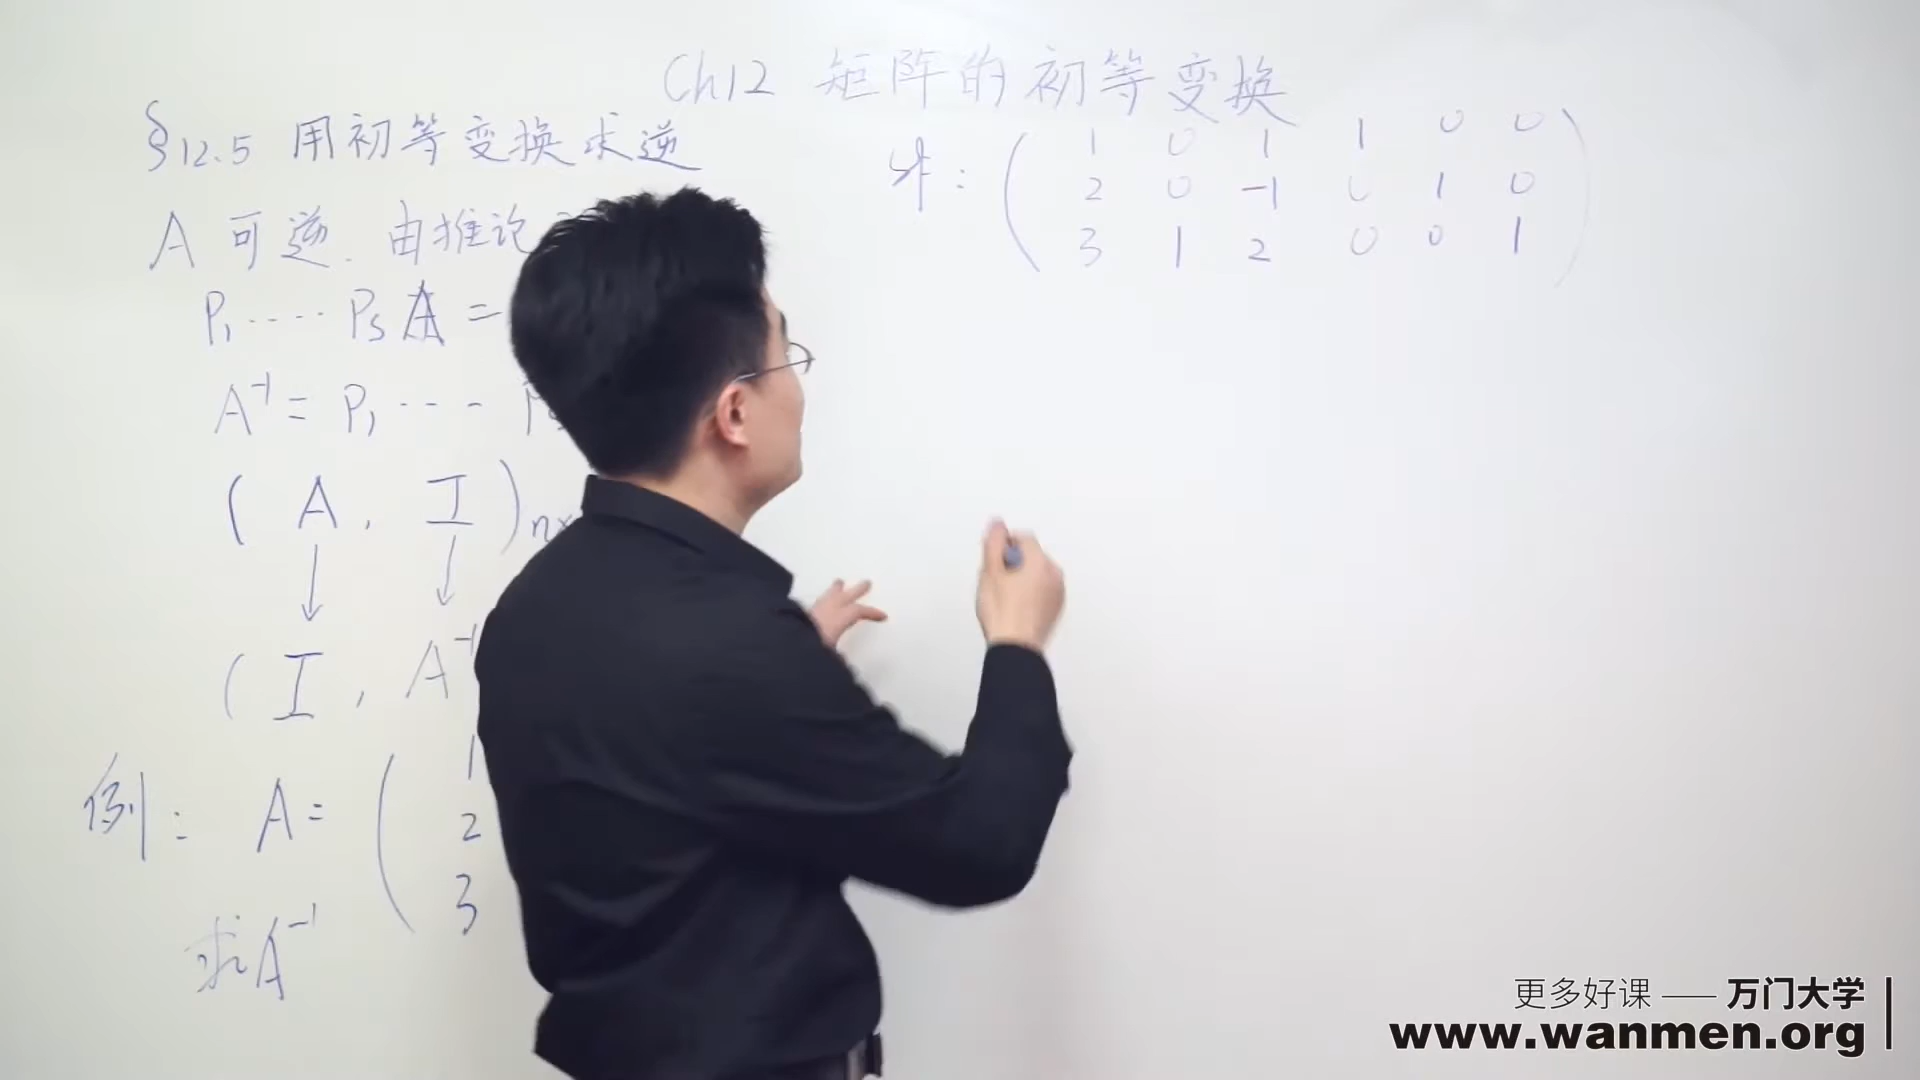 Ch12 矩阵的初等变换
§12.5 用初等变换求逆
A 可逆. 由推论
P₁ ···· Pₛ A =
A⁻¹ = P₁ ---
( A , I )ₙₓ
↓ ↓
( I , A⁻¹
例: A = ( 1
2
3
求A⁻¹
( 1 0 1 1 0 0 )
2 0 -1 0 1 0
3 1 2 0 0 1
更多好课 —— 万门大学
www.wanmen.org